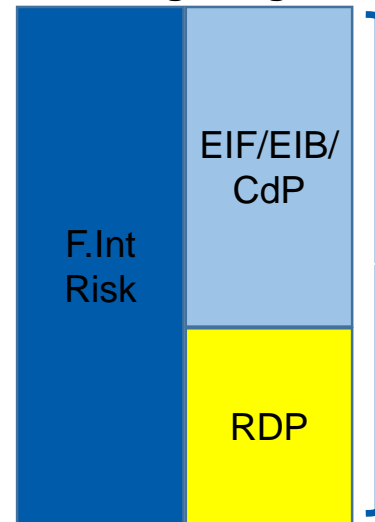 F.Int
Risk
EIF/EIB/
CdP
RDP